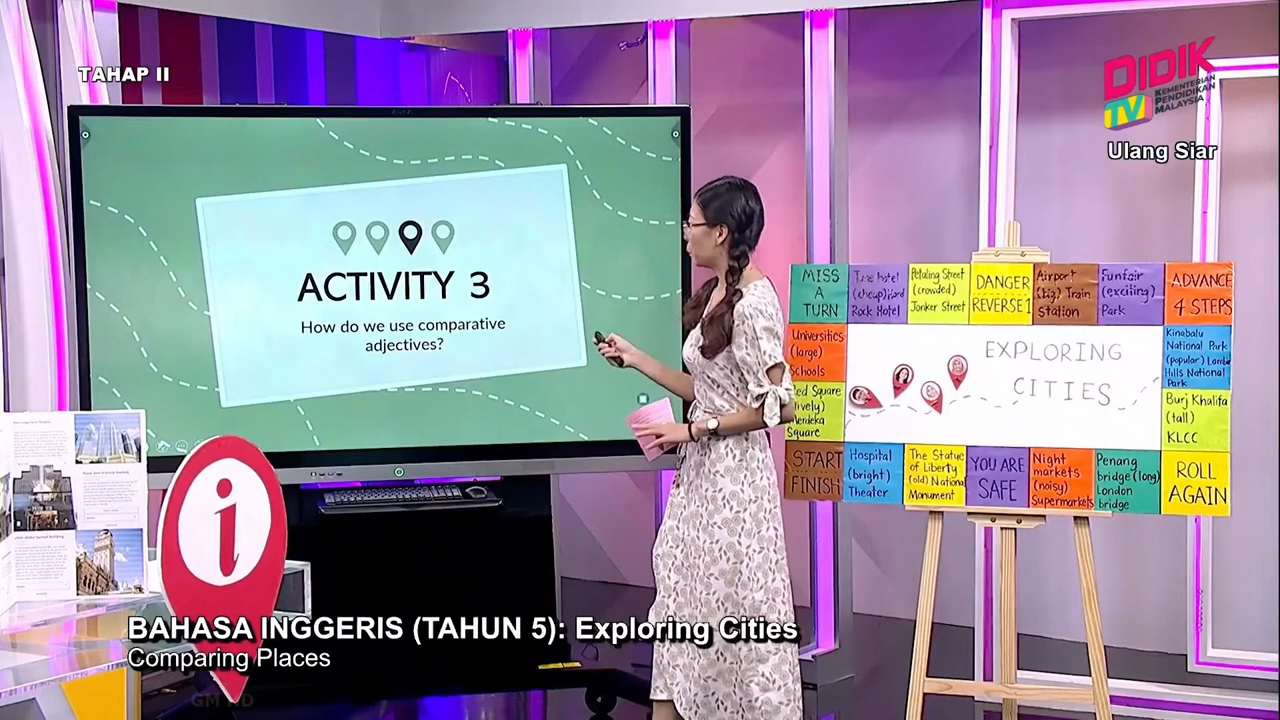 TAHAP II
DIDIK
TV
KEMENTERIAN
PENDIDIKAN
MALAYSIA
Ulang Siar
ACTIVITY 3
How do we use comparative
adjectives?
MISS
A
TURN
(cheap)
Rock Hotel
Petaling Street
(crowded)
Jonker Street
DANGER
REVERSE 1
Airport
(big) Train
station
Funfair
(exciting)
Park
ADVANCE
4 STEPS
Universities
(large)
Schools
EXPLORING
CITIES
Kinabalu
National Park
(popular)
Hills National
Park
Red Square
(lively)
Merdeka
Square
Burj Khalifa
(tall)
KLCC
START
FINISH
Hospital
(bright)
Theater
The Statue
of Liberty
(old) National
Monument
YOU ARE
SAFE
Night
markets
(noisy)
Supermarkets
Penang
bridge (long)
London
bridge
ROLL
AGAIN
i
BAHASA INGGERIS (TAHUN 5): Exploring Cities
Comparing Places